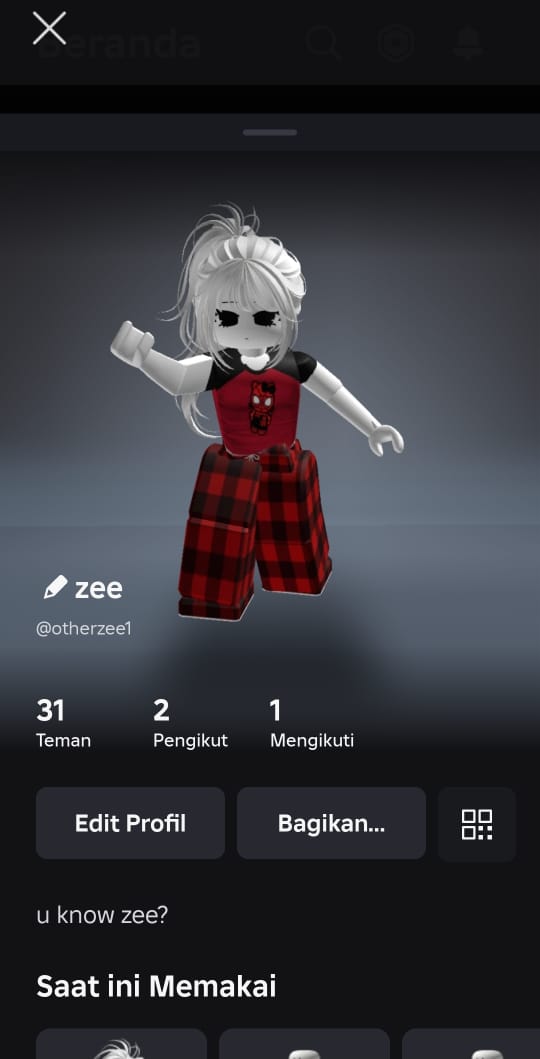 Beranda
zee
@otherzee1
31 2 1
Teman Pengikut Mengikuti
Edit Profil Bagikan...
u know zee?
Saat ini Memakai